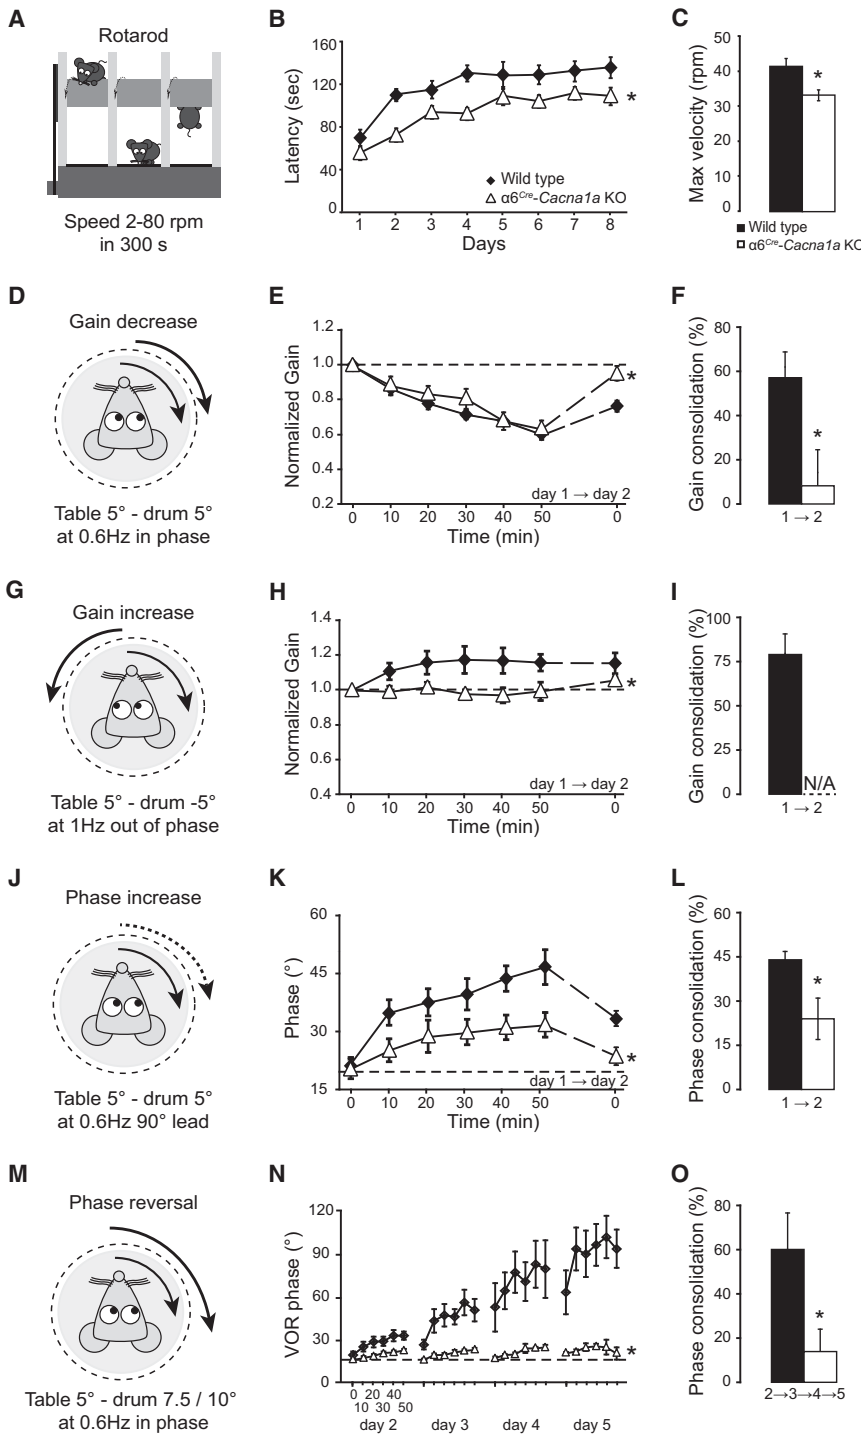 A
Rotarod
Speed 2-80 rpm
in 300 s
B
Latency (sec)
160
120
80
40
0
Wild type
α6Cre-Cacna1a KO
*
1 2 3 4 5 6 7 8
Days
C
Max velocity (rpm)
50
40
30
20
10
0
*
Wild type
α6Cre-Cacna1a KO
D
Gain decrease
Table 5° - drum 5°
at 0.6Hz in phase
E
Normalized Gain
1.2
1.0
0.8
0.6
0.4
0.2
*
day 1 → day 2
0 10 20 30 40 50 0
Time (min)
F
Gain consolidation (%)
80
60
40
20
0
*
1 → 2
G
Gain increase
Table 5° - drum -5°
at 1Hz out of phase
H
Normalized Gain
1.4
1.2
1.0
0.8
0.6
0.4
*
day 1 → day 2
0 10 20 30 40 50 0
Time (min)
I
Gain consolidation (%)
100
75
50
25
0
N/A
1 → 2
J
Phase increase
Table 5° - drum 5°
at 0.6Hz 90° lead
K
Phase (°)
60
45
30
15
*
day 1 → day 2
0 10 20 30 40 50 0
Time (min)
L
Phase consolidation (%)
60
45
30
15
0
*
1 → 2
M
Phase reversal
Table 5° - drum 7.5 / 10°
at 0.6Hz in phase
N
VOR phase (°)
120
90
60
30
0
*
0 20 40
10 30 50
day 2 day 3 day 4 day 5
O
Phase consolidation (%)
80
60
40
20
0
*
2→3→4→5